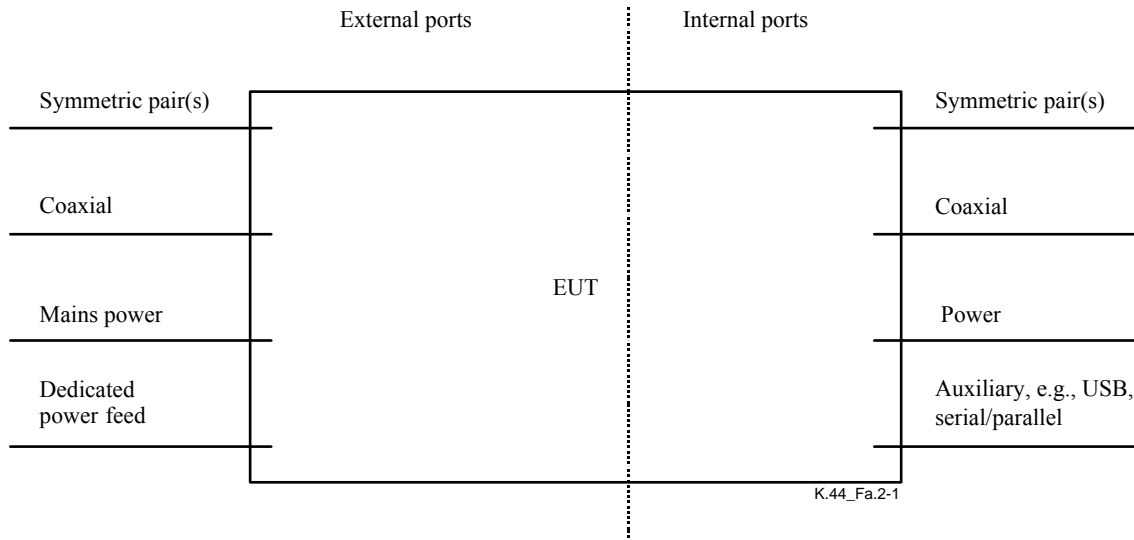 External ports
Internal ports
Symmetric pair(s)
Symmetric pair(s)
Coaxial
Coaxial
EUT
Mains power
Power
Dedicated
power feed
Auxiliary, e.g., USB,
serial/parallel
K.44_Fa.2-1